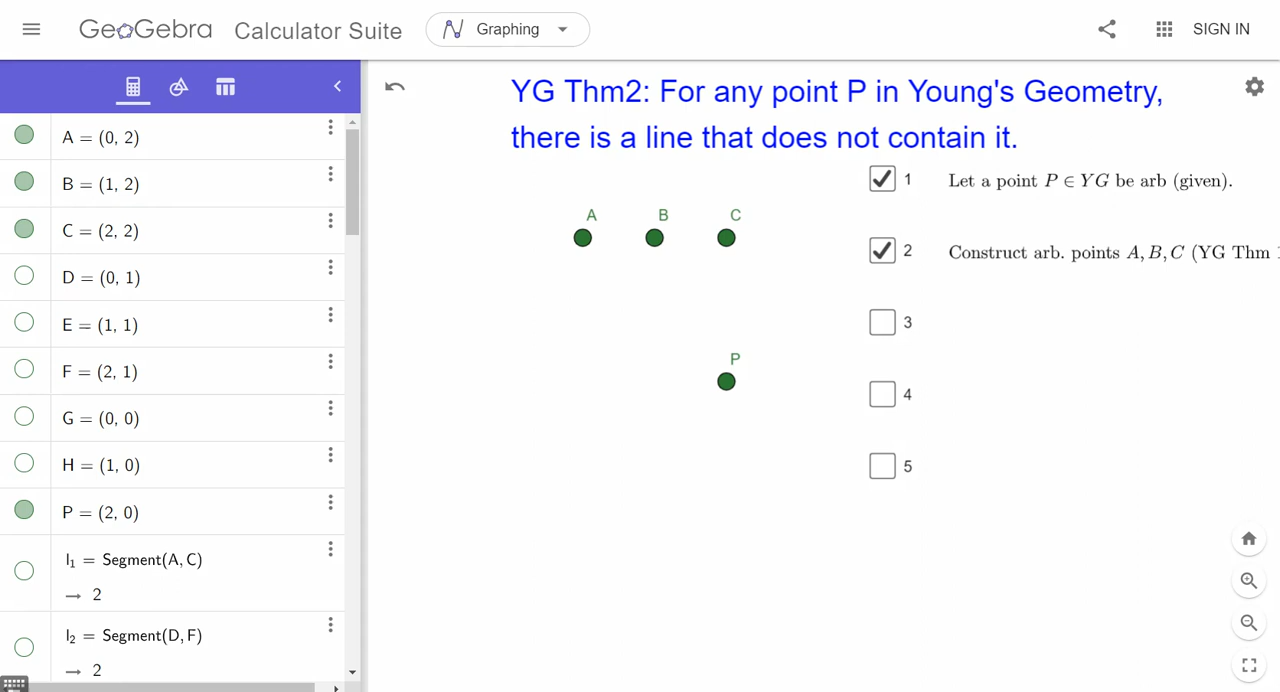 GeoGebra Calculator Suite Graphing SIGN IN
YG Thm2: For any point P in Young's Geometry,
there is a line that does not contain it.
A = (0, 2)
B = (1, 2)
C = (2, 2)
D = (0, 1)
E = (1, 1)
F = (2, 1)
G = (0, 0)
H = (1, 0)
P = (2, 0)
l₁ = Segment(A, C)
→ 2
l₂ = Segment(D, F)
→ 2
A B C
P
1 Let a point P ∈ YG be arb (given).
2 Construct arb. points A, B, C (YG Thm
3
4
5